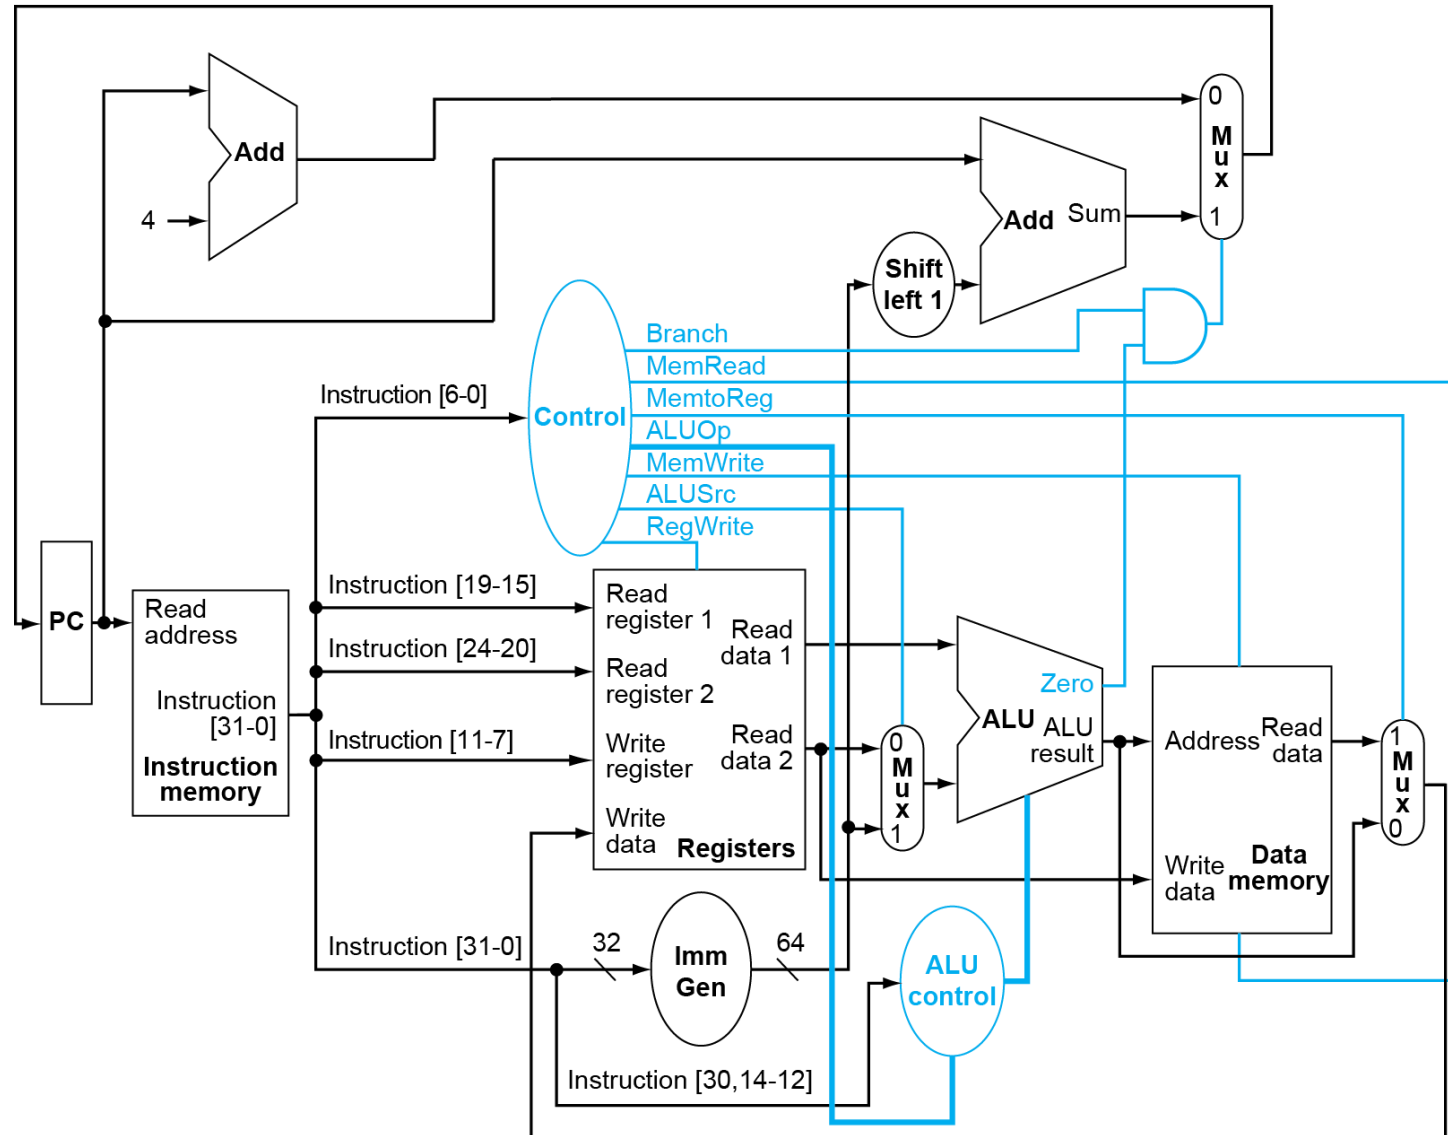 0
M
u
x
1
Add
4
Add Sum
Shift
left 1
Branch
MemRead
MemtoReg
ALUOp
MemWrite
ALUSrc
RegWrite
Control
Instruction [6-0]
Instruction [19-15]
Instruction [24-20]
Instruction [11-7]
Instruction [31-0]
PC
Read
address
Instruction
[31-0]
Instruction
memory
Read
register 1
Read
data 1
Read
register 2
Write
register
Read
data 2
Write
data
Registers
0
M
u
x
1
Zero
ALU
ALU
result
Address
Read
data
Write
data
Data
memory
1
M
u
x
0
32
Imm
Gen
64
ALU
control
Instruction [30,14-12]